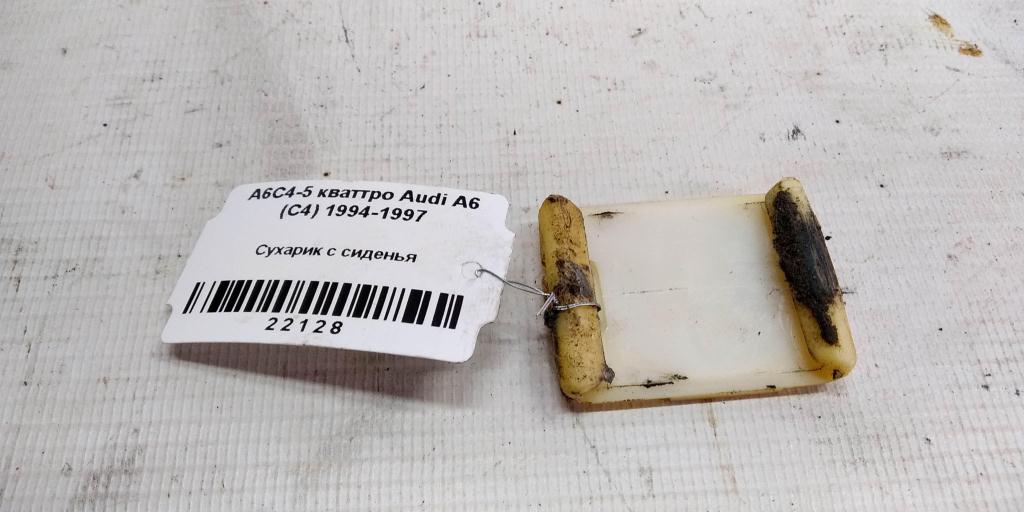 A6C4-5 кваттро Audi A6
(C4) 1994-1997
Сухарик с сиденья
22128